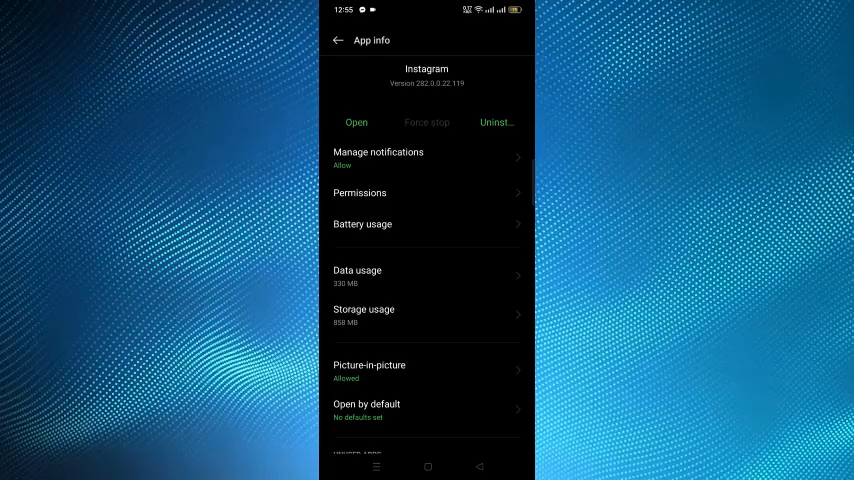 12:55
App info
Instagram
Version 282.0.0.22.119
Open
Force stop
Uninst...
Manage notifications
Allow
Permissions
Battery usage
Data usage
330 MB
Storage usage
858 MB
Picture-in-picture
Allowed
Open by default
No defaults set